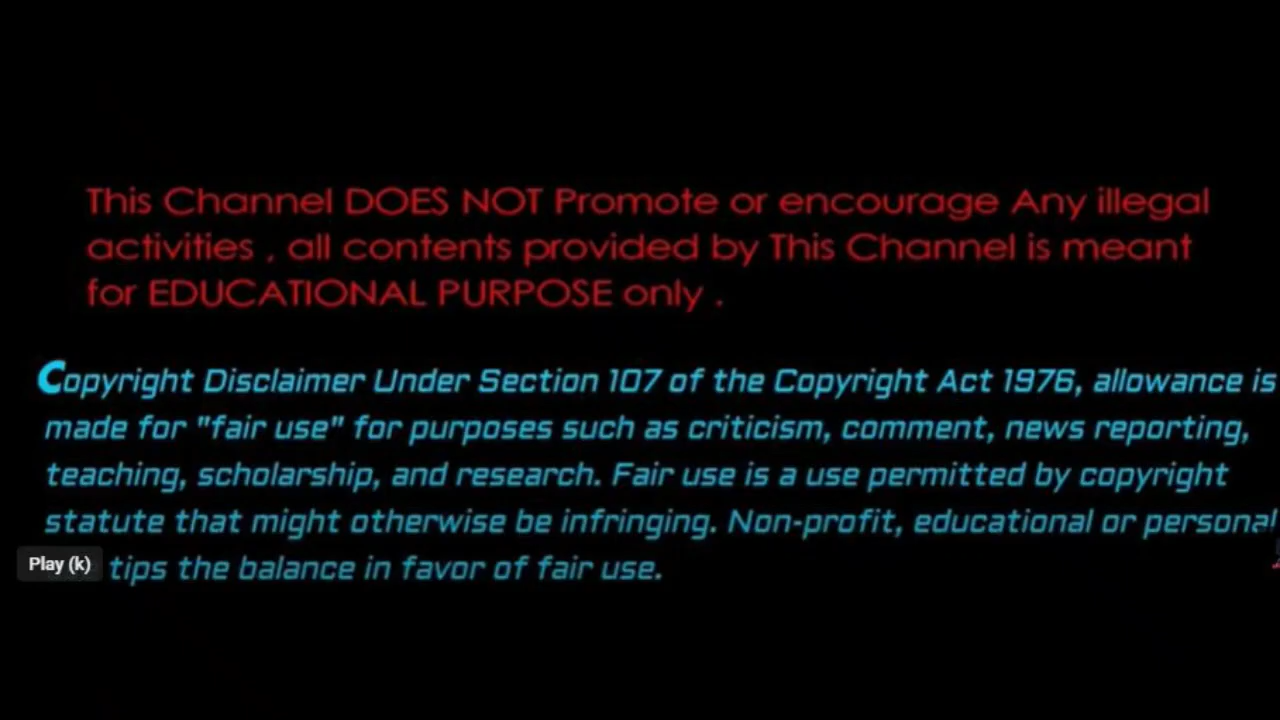 This Channel DOES NOT Promote or encourage Any illegal
activities , all contents provided by This Channel is meant
for EDUCATIONAL PURPOSE only .
Copyright Disclaimer Under Section 107 of the Copyright Act 1976, allowance is
made for "fair use" for purposes such as criticism, comment, news reporting,
teaching, scholarship, and research. Fair use is a use permitted by copyright
statute that might otherwise be infringing. Non-profit, educational or personal
Play (k) tips the balance in favor of fair use.